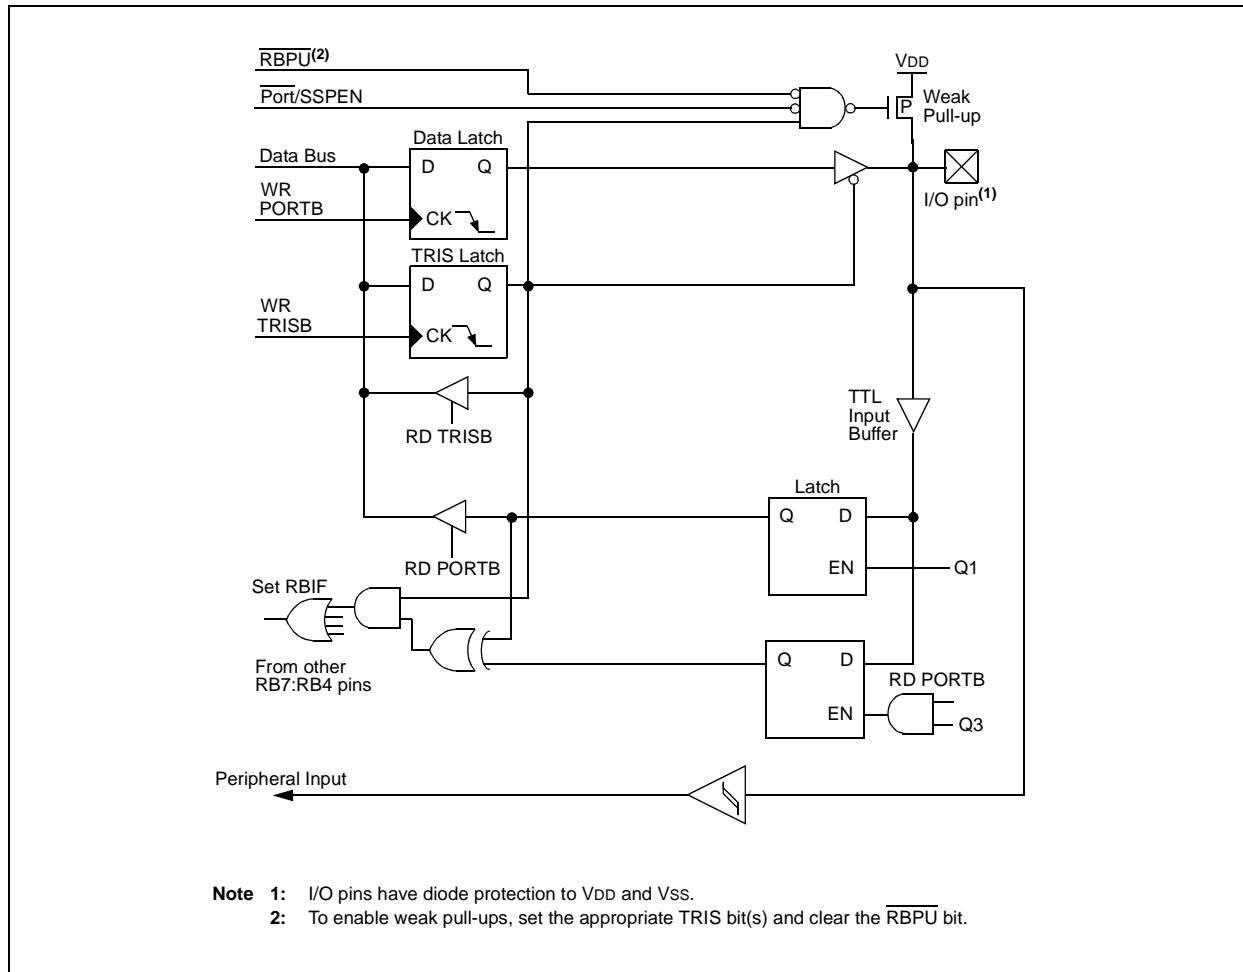 RBPU(2)
VDD
Port/SSPEN
P
Weak
Pull-up
Data Latch
Data Bus
D Q
WR
PORTB
CK
I/O pin(1)
TRIS Latch
D Q
WR
TRISB
CK
TTL
Input
Buffer
RD TRISB
Latch
Q D
EN
Q1
RD PORTB
Set RBIF
Q D
From other
RB7:RB4 pins
RD PORTB
EN
Q3
Peripheral Input
Note 1: I/O pins have diode protection to VDD and VSS.
2: To enable weak pull-ups, set the appropriate TRIS bit(s) and clear the RBPU bit.